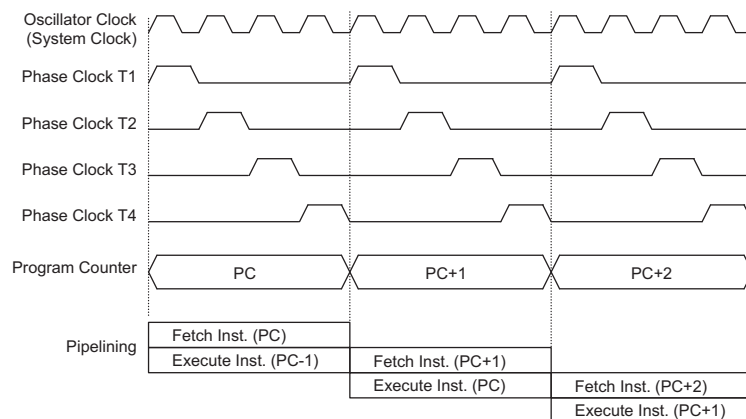 Oscillator Clock
(System Clock)
Phase Clock T1
Phase Clock T2
Phase Clock T3
Phase Clock T4
Program Counter
PC
PC+1
PC+2
Pipelining
Fetch Inst. (PC)
Execute Inst. (PC-1)
Fetch Inst. (PC+1)
Execute Inst. (PC)
Fetch Inst. (PC+2)
Execute Inst. (PC+1)